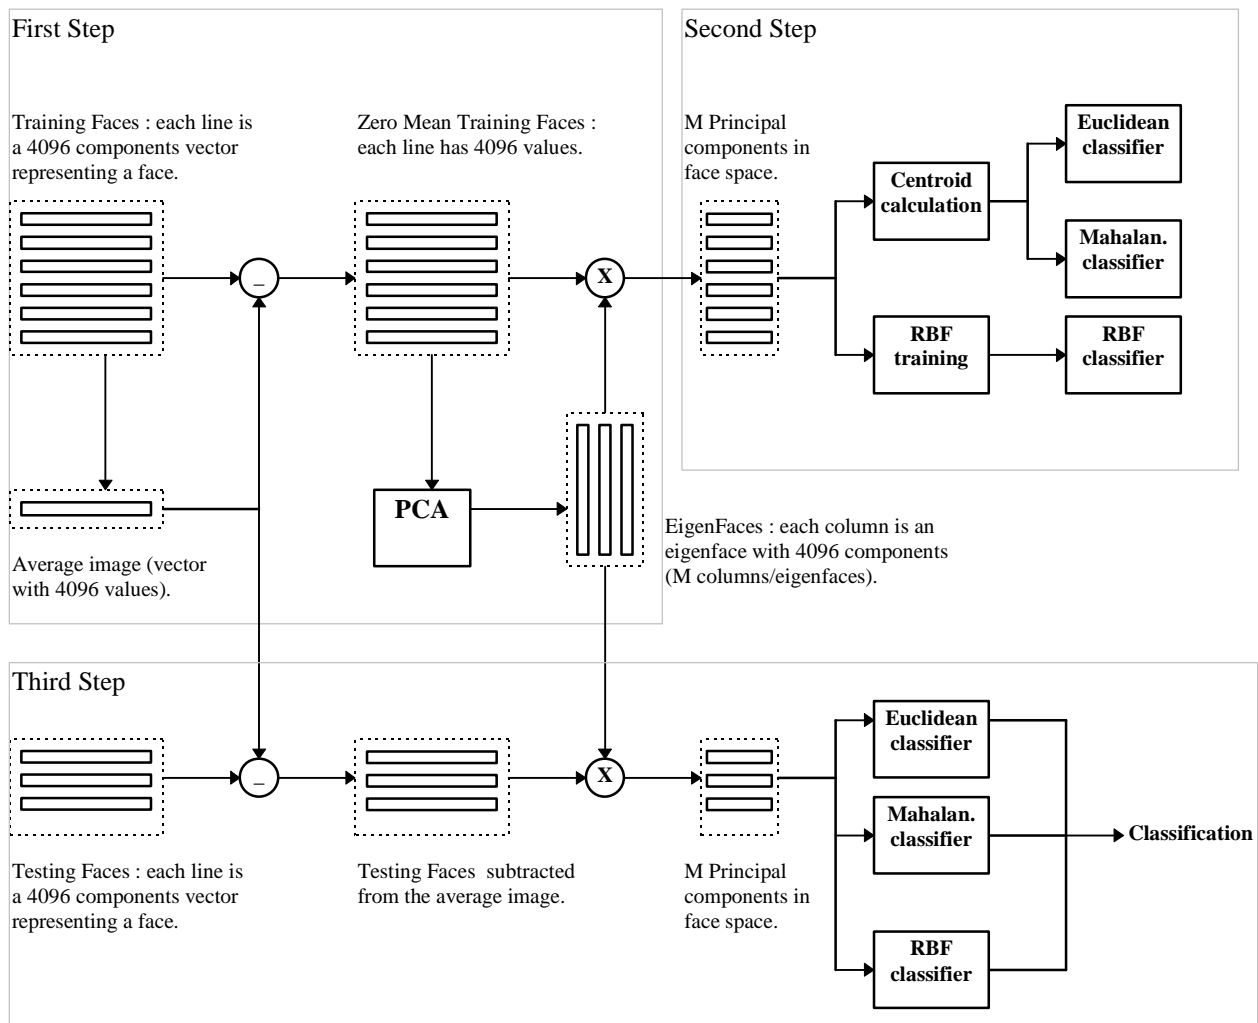 First Step
Training Faces : each line is
a 4096 components vector
representing a face.
Zero Mean Training Faces :
each line has 4096 values.
_
X
PCA
Average image (vector
with 4096 values).
EigenFaces : each column is an
eigenface with 4096 components
(M columns/eigenfaces).
Second Step
M Principal
components in
face space.
Centroid
calculation
Euclidean
classifier
Mahalan.
classifier
RBF
training
RBF
classifier
Third Step
_
X
Testing Faces : each line is
a 4096 components vector
representing a face.
Testing Faces subtracted
from the average image.
M Principal
components in
face space.
Euclidean
classifier
Mahalan.
classifier
RBF
classifier
Classification